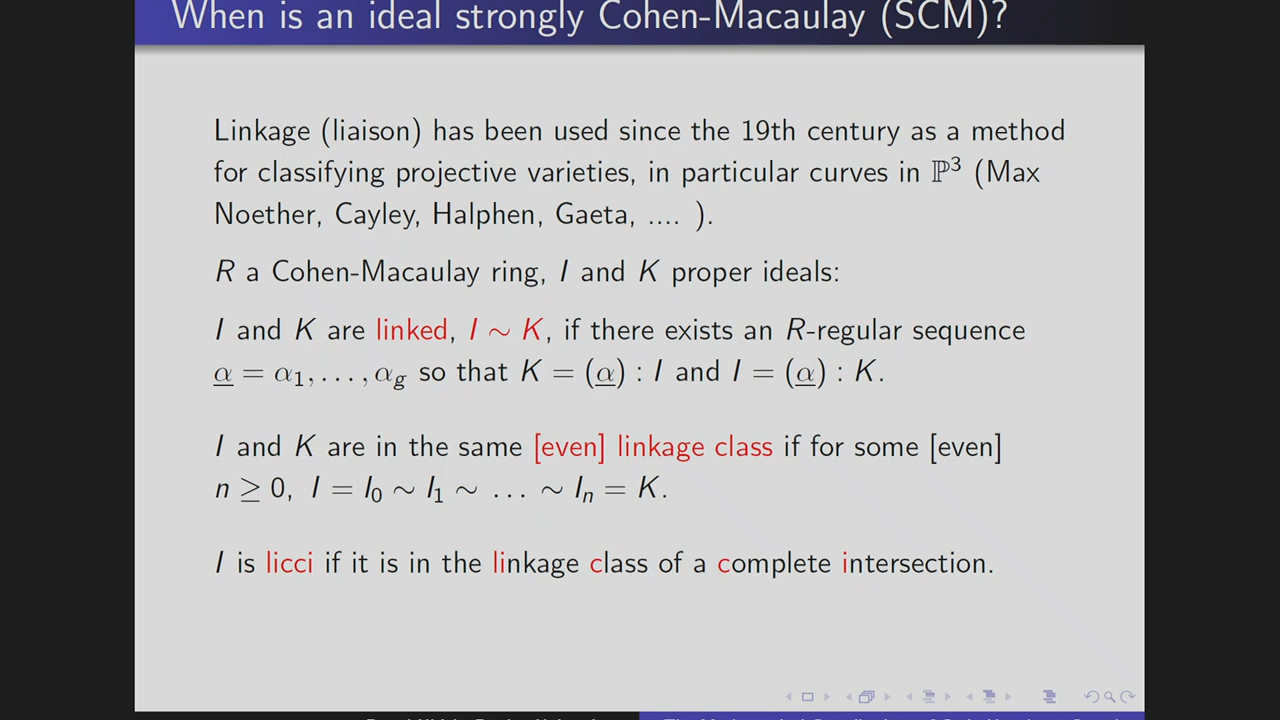 When is an ideal strongly Cohen-Macaulay (SCM)?
Linkage (liaison) has been used since the 19th century as a method
for classifying projective varieties, in particular curves in ℙ³ (Max
Noether, Cayley, Halphen, Gaeta, .... ).
R a Cohen-Macaulay ring, I and K proper ideals:
I and K are linked, I ∼ K, if there exists an R-regular sequence
α = α₁, . . . , α_g so that K = (α) : I and I = (α) : K.
I and K are in the same [even] linkage class if for some [even]
n ≥ 0, I = I₀ ∼ I₁ ∼ . . . ∼ Iₙ = K.
I is licci if it is in the linkage class of a complete intersection.